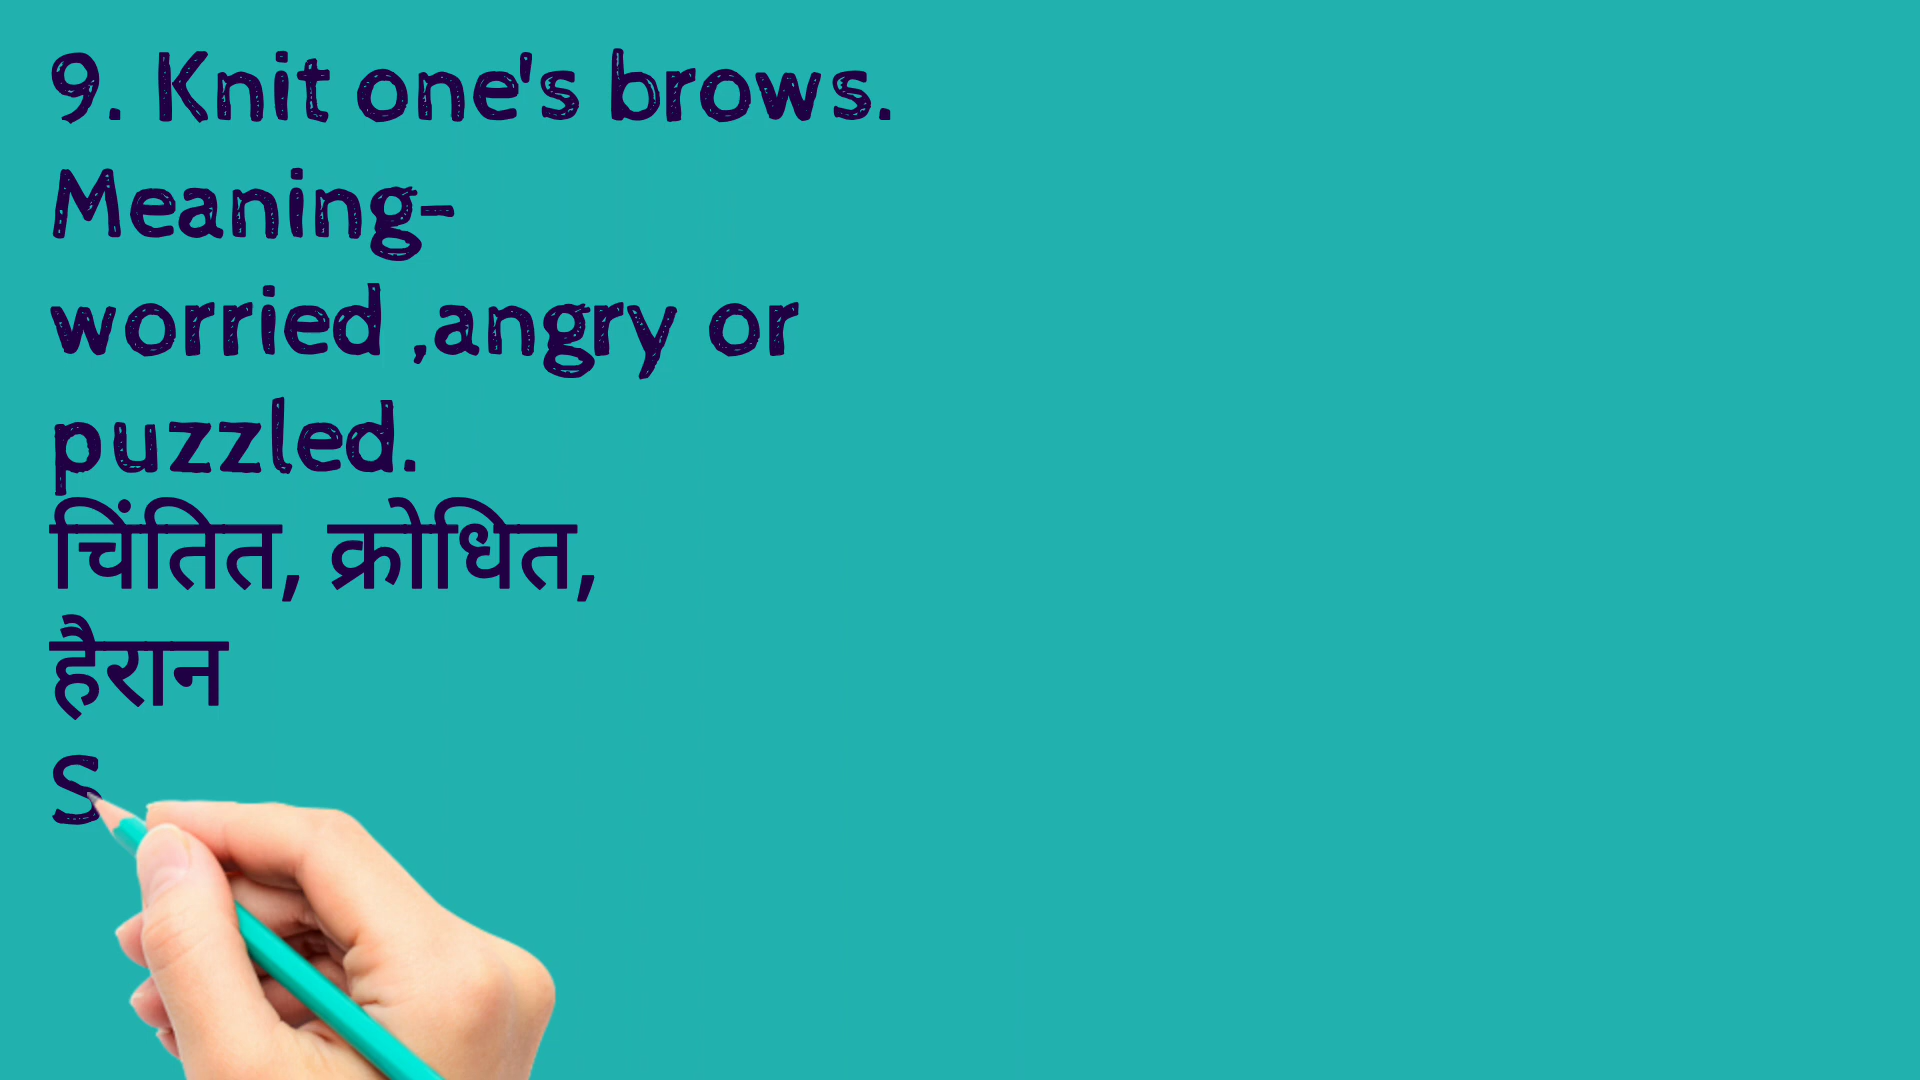 9. Knit one's brows.
Meaning-
worried ,angry or
puzzled.
चिंतित, क्रोधित,
हैरान
S